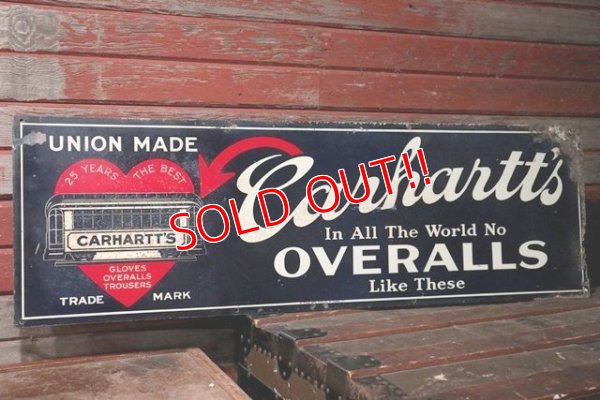 UNION MADE
25 YEARS THE BEST
CARHARTT'S
GLOVES
OVERALLS
TROUSERS
TRADE MARK
Carhartt's
In All The World No
OVERALLS
Like These
SOLD OUT!!